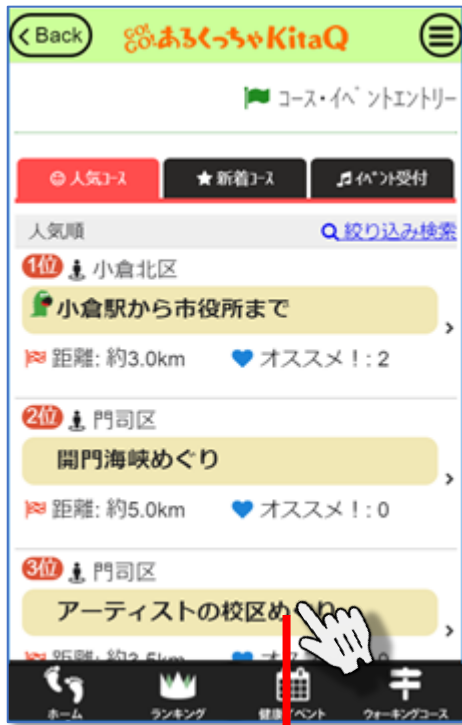 < Back GO! GO! あるくっちゃKitaQ
コース・イベントエントリー
人気コース ★新着コース イベント受付
人気順 絞り込み検索
1位 小倉北区
小倉駅から市役所まで
距離: 約3.0km オススメ！: 2
2位 門司区
開門海峡めぐり
距離: 約5.0km オススメ！: 0
3位 門司区
アーティストの校区め
ホーム ランキング 健康イベント ウォーキングコース